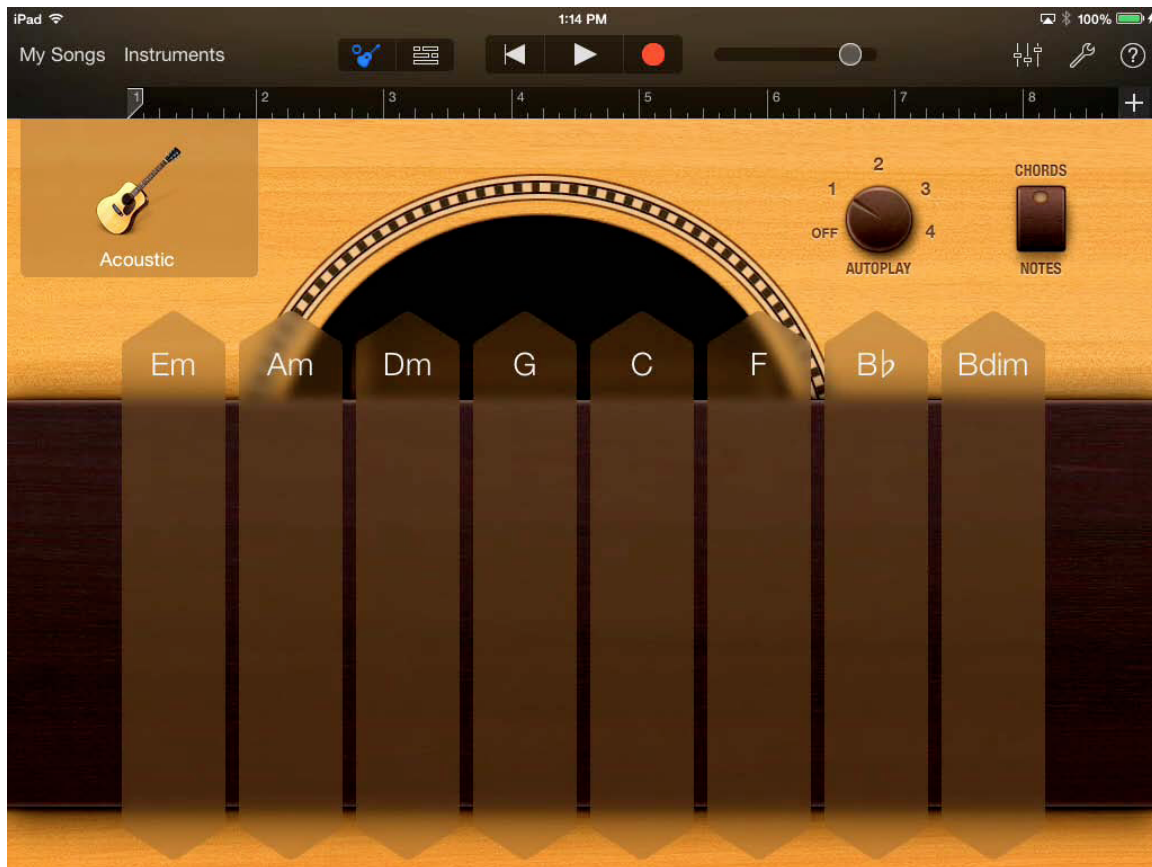 iPad 1:14 PM 100%
My Songs Instruments
1 2 3 4 5 6 7 8
2
CHORDS
1 3
OFF 4
AUTOPLAY NOTES
Acoustic
Em Am Dm G C F B♭ Bdim